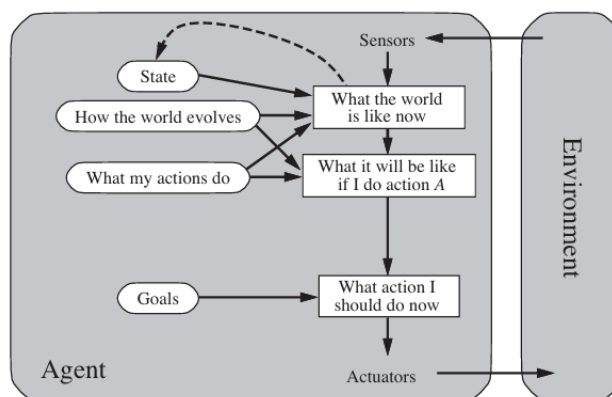 Sensors
State
What the world
is like now
How the world evolves
What it will be like
if I do action A
What my actions do
Environment
What action I
should do now
Goals
Agent
Actuators